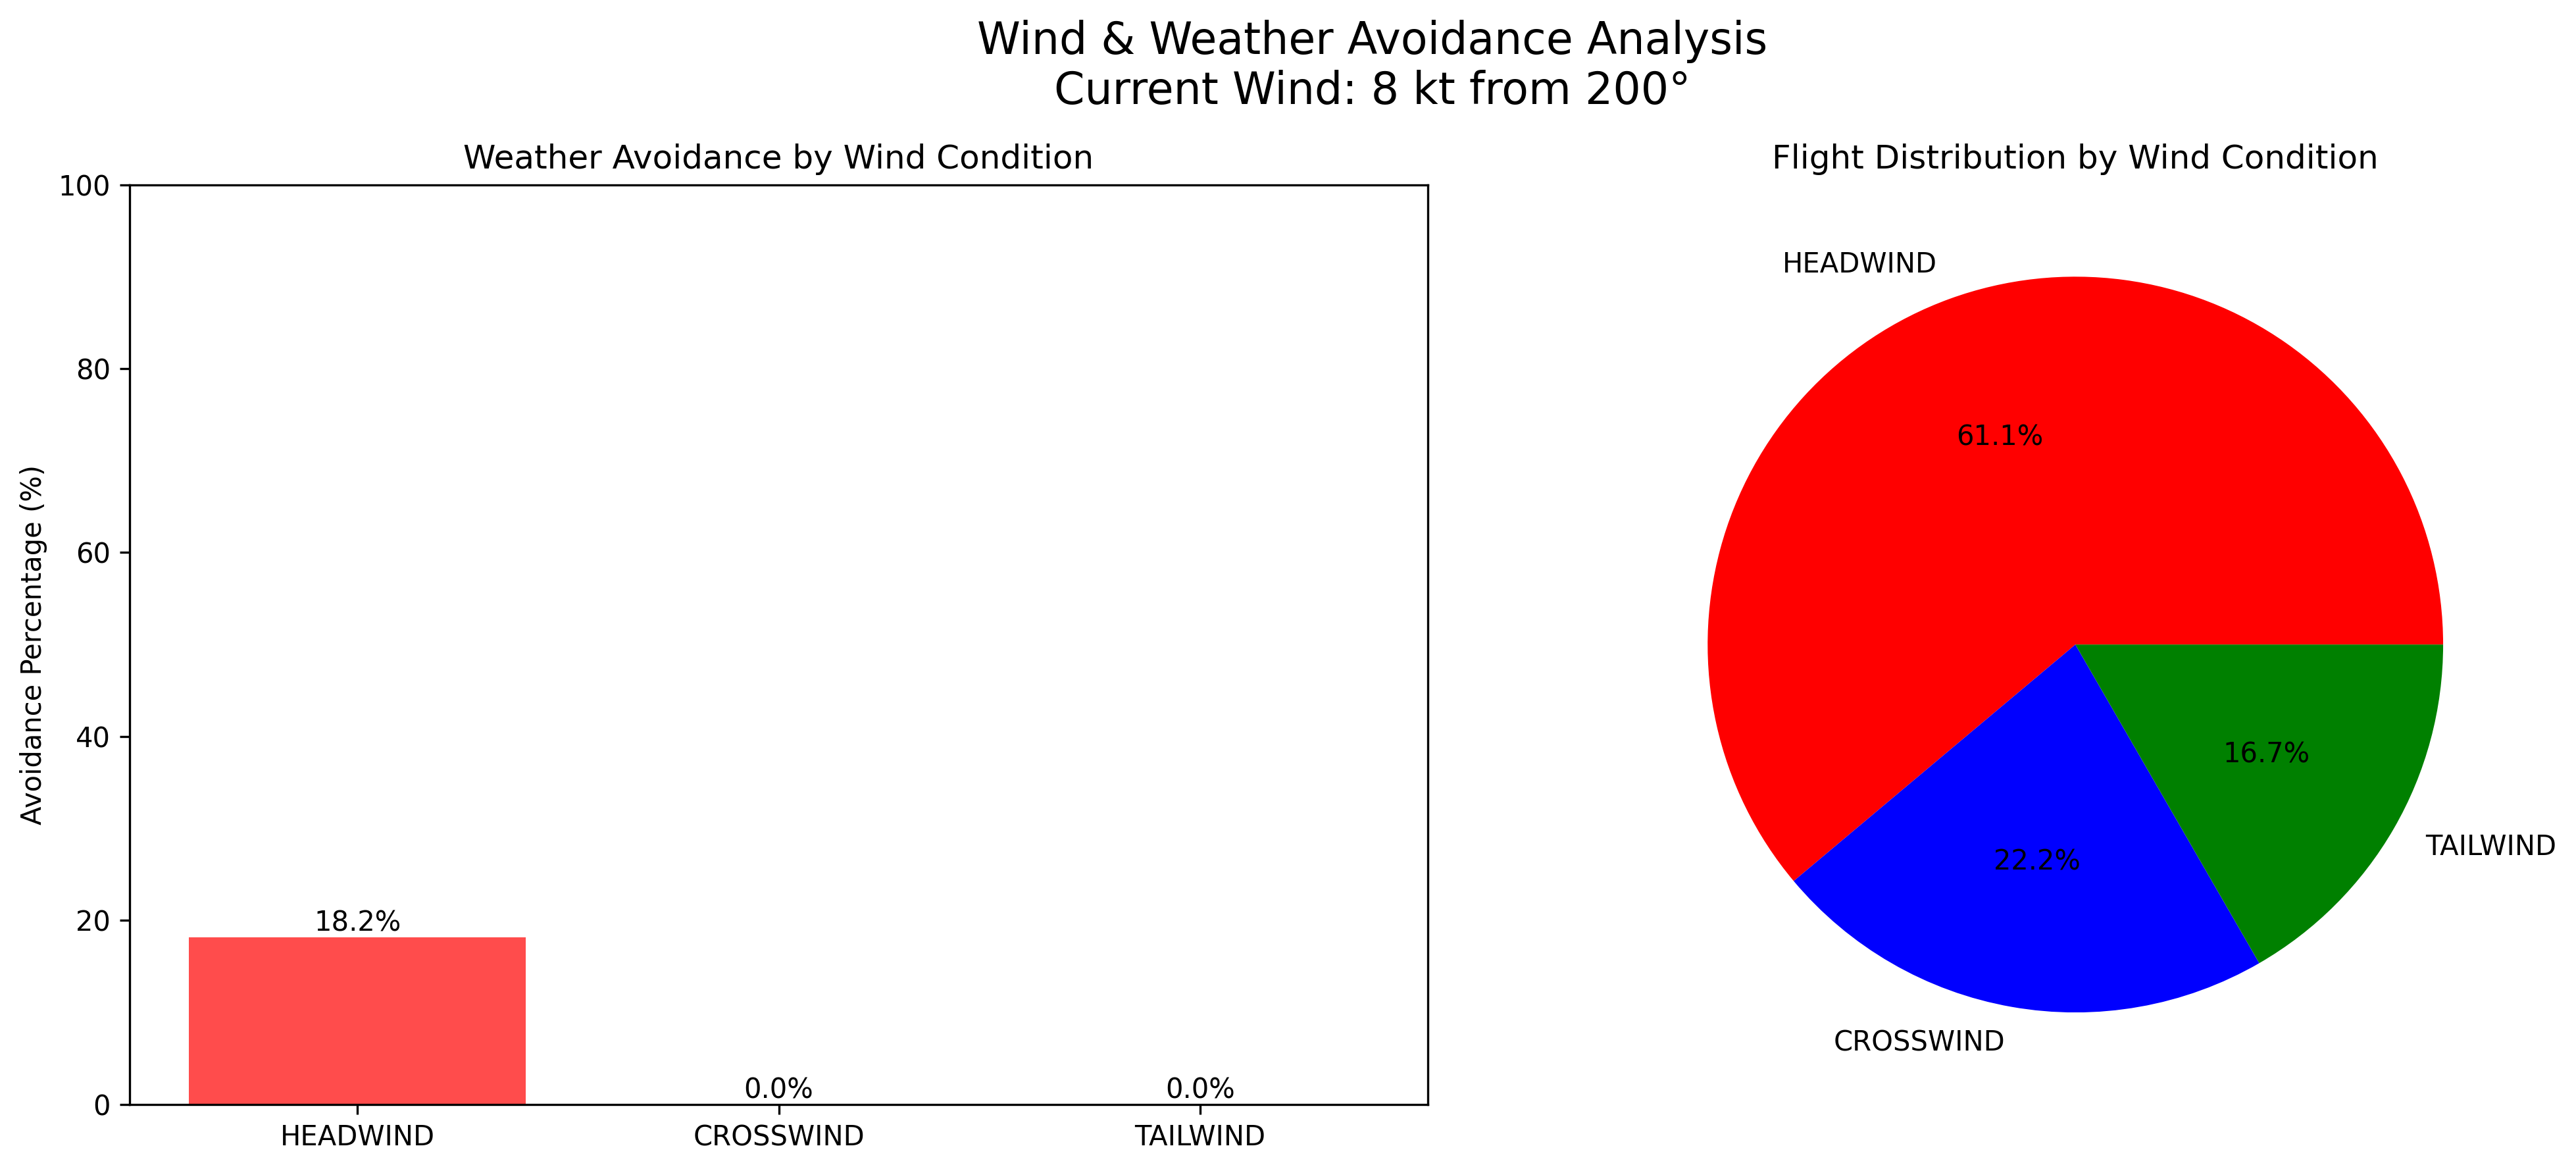 Wind & Weather Avoidance Analysis
Current Wind: 8 kt from 200°
Weather Avoidance by Wind Condition
Avoidance Percentage (%)
100
80
60
40
20
0
18.2%
0.0%
0.0%
HEADWIND
CROSSWIND
TAILWIND
Flight Distribution by Wind Condition
HEADWIND
61.1%
16.7%
TAILWIND
22.2%
CROSSWIND